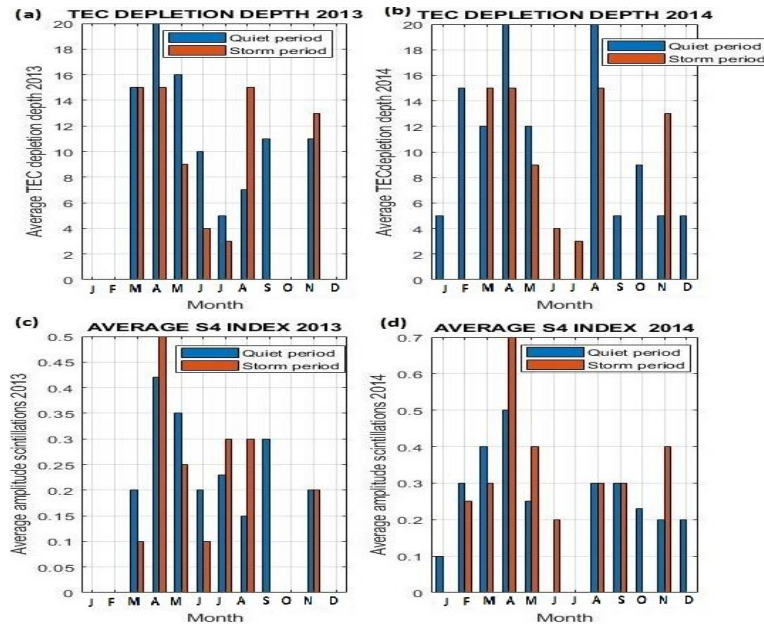 (a) TEC DEPLETION DEPTH 2013
Quiet period
Storm period
Average TEC depletion depth 2013
20
18
16
14
12
10
8
6
4
2
0
J F M A M J J A S O N D
Month
(b) TEC DEPLETION DEPTH 2014
Quiet period
Storm period
Average TECdepletion depth 2014
20
18
16
14
12
10
8
6
4
2
0
J F M A M J J A S O N D
Month
(c) AVERAGE S4 INDEX 2013
Quiet period
Storm period
Average amplitude scintillations 2013
0.5
0.45
0.4
0.35
0.3
0.25
0.2
0.15
0.1
0.05
0
J F M A M J J A S O N D
Month
(d) AVERAGE S4 INDEX 2014
Quiet period
Storm period
Average amplitude scintillations 2014
0.7
0.6
0.5
0.4
0.3
0.2
0.1
0
J F M A M J J A S O N D
Month